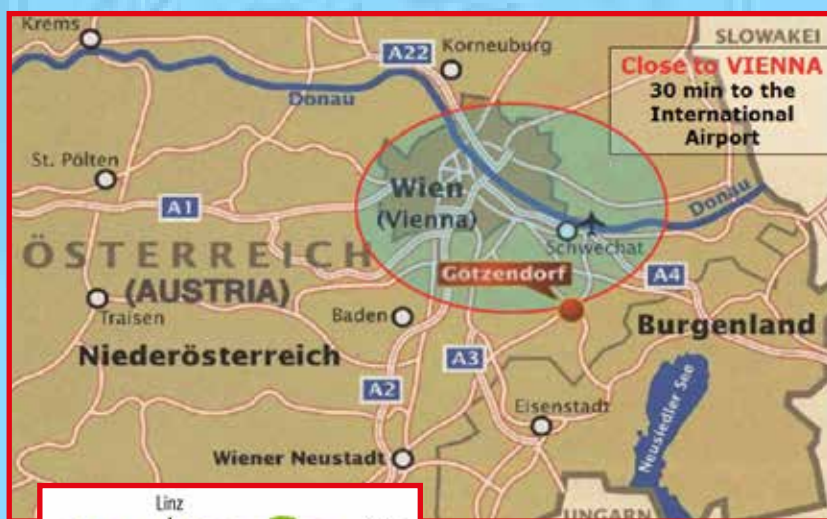 Krems
A22
Korneuburg
SLOWAKEI
Close to VIENNA
30 min to the
International
Airport
Donau
St. Pölten
Wien
(Vienna)
A1
Donau
Schwechat
ÖSTERREICH
(AUSTRIA)
Götzendorf
A4
Traisen
Baden
Burgenland
Niederösterreich
A3
A2
Neusiedler See
Eisenstadt
Wiener Neustadt
UNGARN
Linz